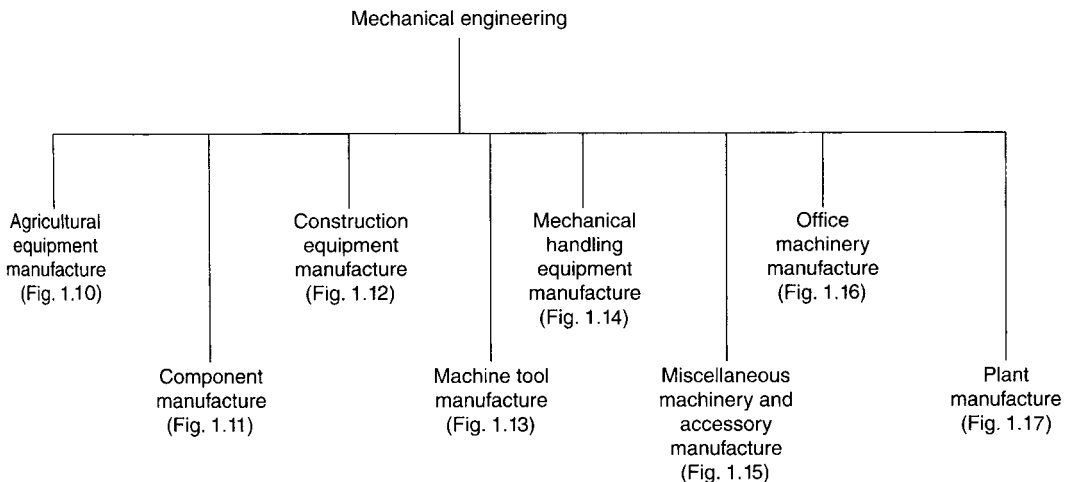 Mechanical engineering
Agricultural
equipment
manufacture
(Fig. 1.10)
Component
manufacture
(Fig. 1.11)
Construction
equipment
manufacture
(Fig. 1.12)
Machine tool
manufacture
(Fig. 1.13)
Mechanical
handling
equipment
manufacture
(Fig. 1.14)
Miscellaneous
machinery and
accessory
manufacture
(Fig. 1.15)
Office
machinery
manufacture
(Fig. 1.16)
Plant
manufacture
(Fig. 1.17)